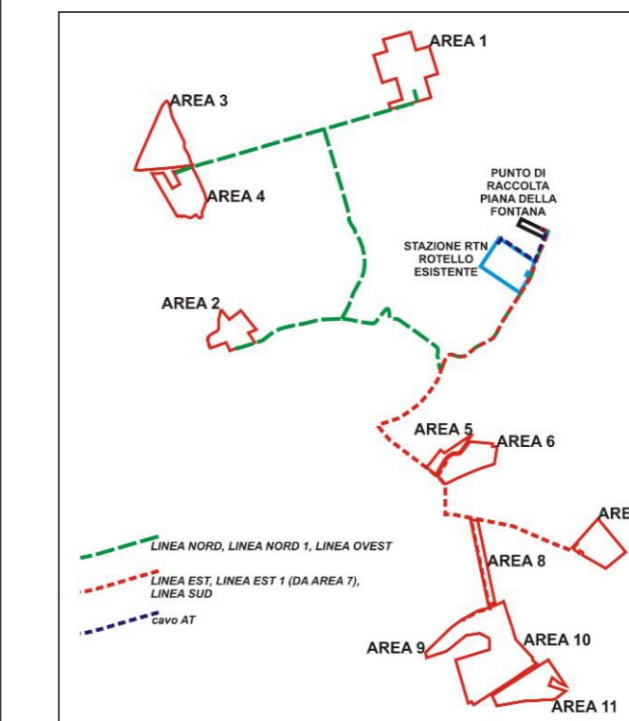 AREA 1
AREA 3
AREA 4
PUNTO DI
RACCOLTA
PIANA DELLA
FONTANA
STAZIONE RTN
ROTELLO
ESISTENTE
AREA 2
AREA 5
AREA 6
ARE
LINEA NORD, LINEA NORD 1, LINEA OVEST
AREA 8
LINEA EST, LINEA EST 1 (DA AREA 7),
LINEA SUD
cavo AT
AREA 9
AREA 10
AREA 11